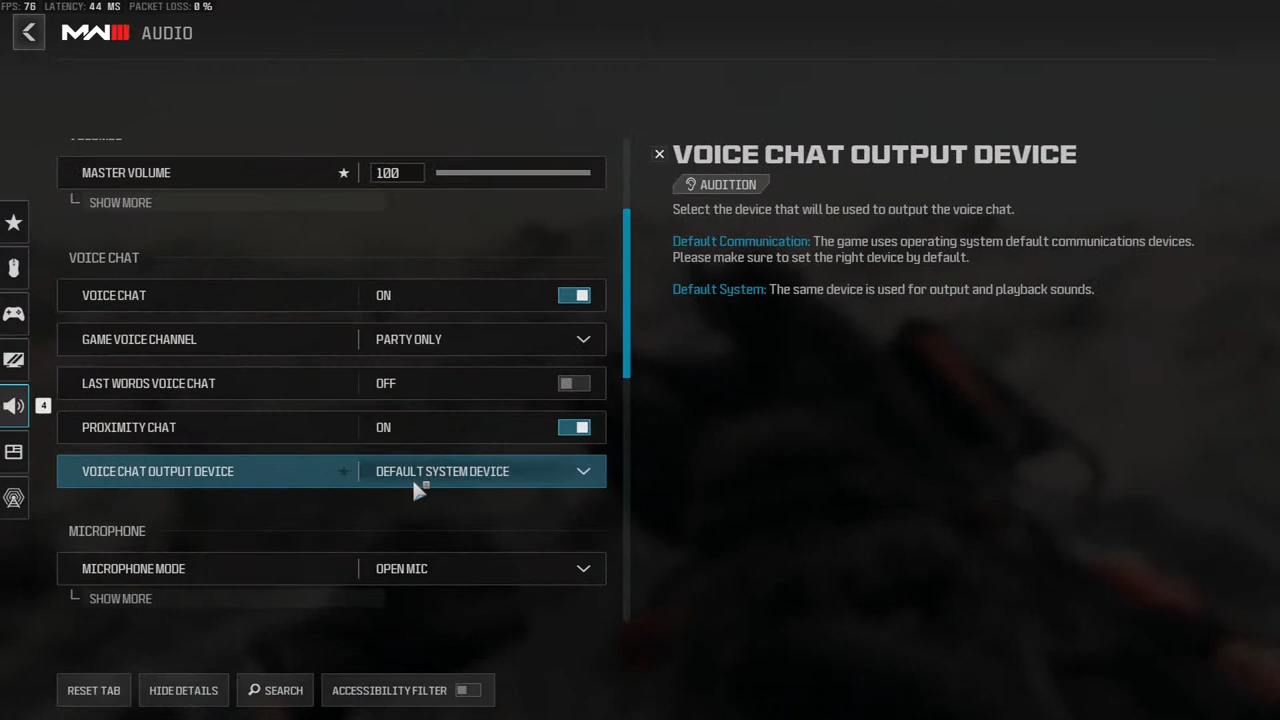 FPS: 76 LATENCY: 44 MS PACKET LOSS: 0 %
MWIII AUDIO
MASTER VOLUME 100
SHOW MORE
VOICE CHAT
VOICE CHAT ON
GAME VOICE CHANNEL PARTY ONLY
LAST WORDS VOICE CHAT OFF
4
PROXIMITY CHAT ON
VOICE CHAT OUTPUT DEVICE DEFAULT SYSTEM DEVICE
MICROPHONE
MICROPHONE MODE OPEN MIC
SHOW MORE
VOICE CHAT OUTPUT DEVICE
AUDITION
Select the device that will be used to output the voice chat.
Default Communication: The game uses operating system default communications devices.
Please make sure to set the right device by default.
Default System: The same device is used for output and playback sounds.
RESET TAB HIDE DETAILS SEARCH ACCESSIBILITY FILTER